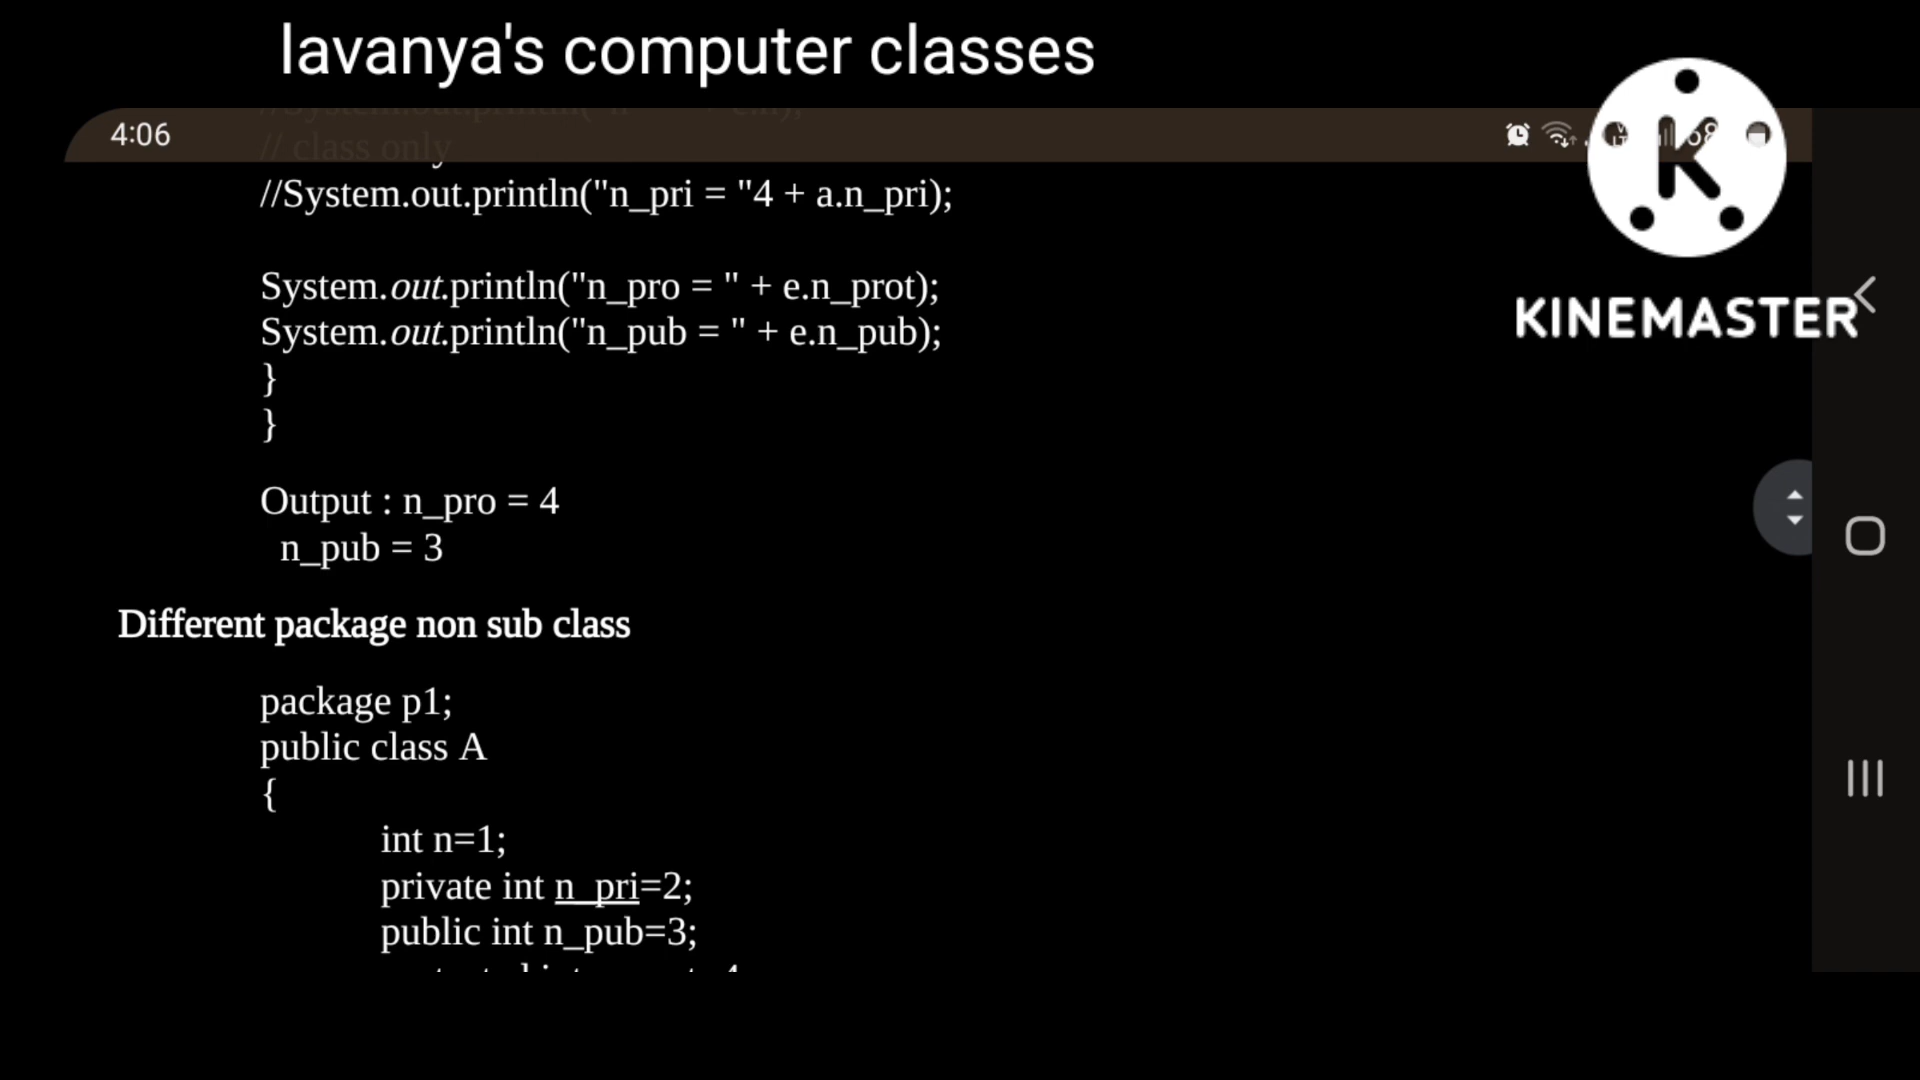 lavanya's computer classes
4:06
// class only
//System.out.println("n_pri = "4 + a.n_pri);
System.out.println("n_pro = " + e.n_prot);
System.out.println("n_pub = " + e.n_pub);
}
}
Output : n_pro = 4
n_pub = 3
Different package non sub class
package p1;
public class A
{
int n=1;
private int n_pri=2;
public int n_pub=3;
K
KINEMASTER